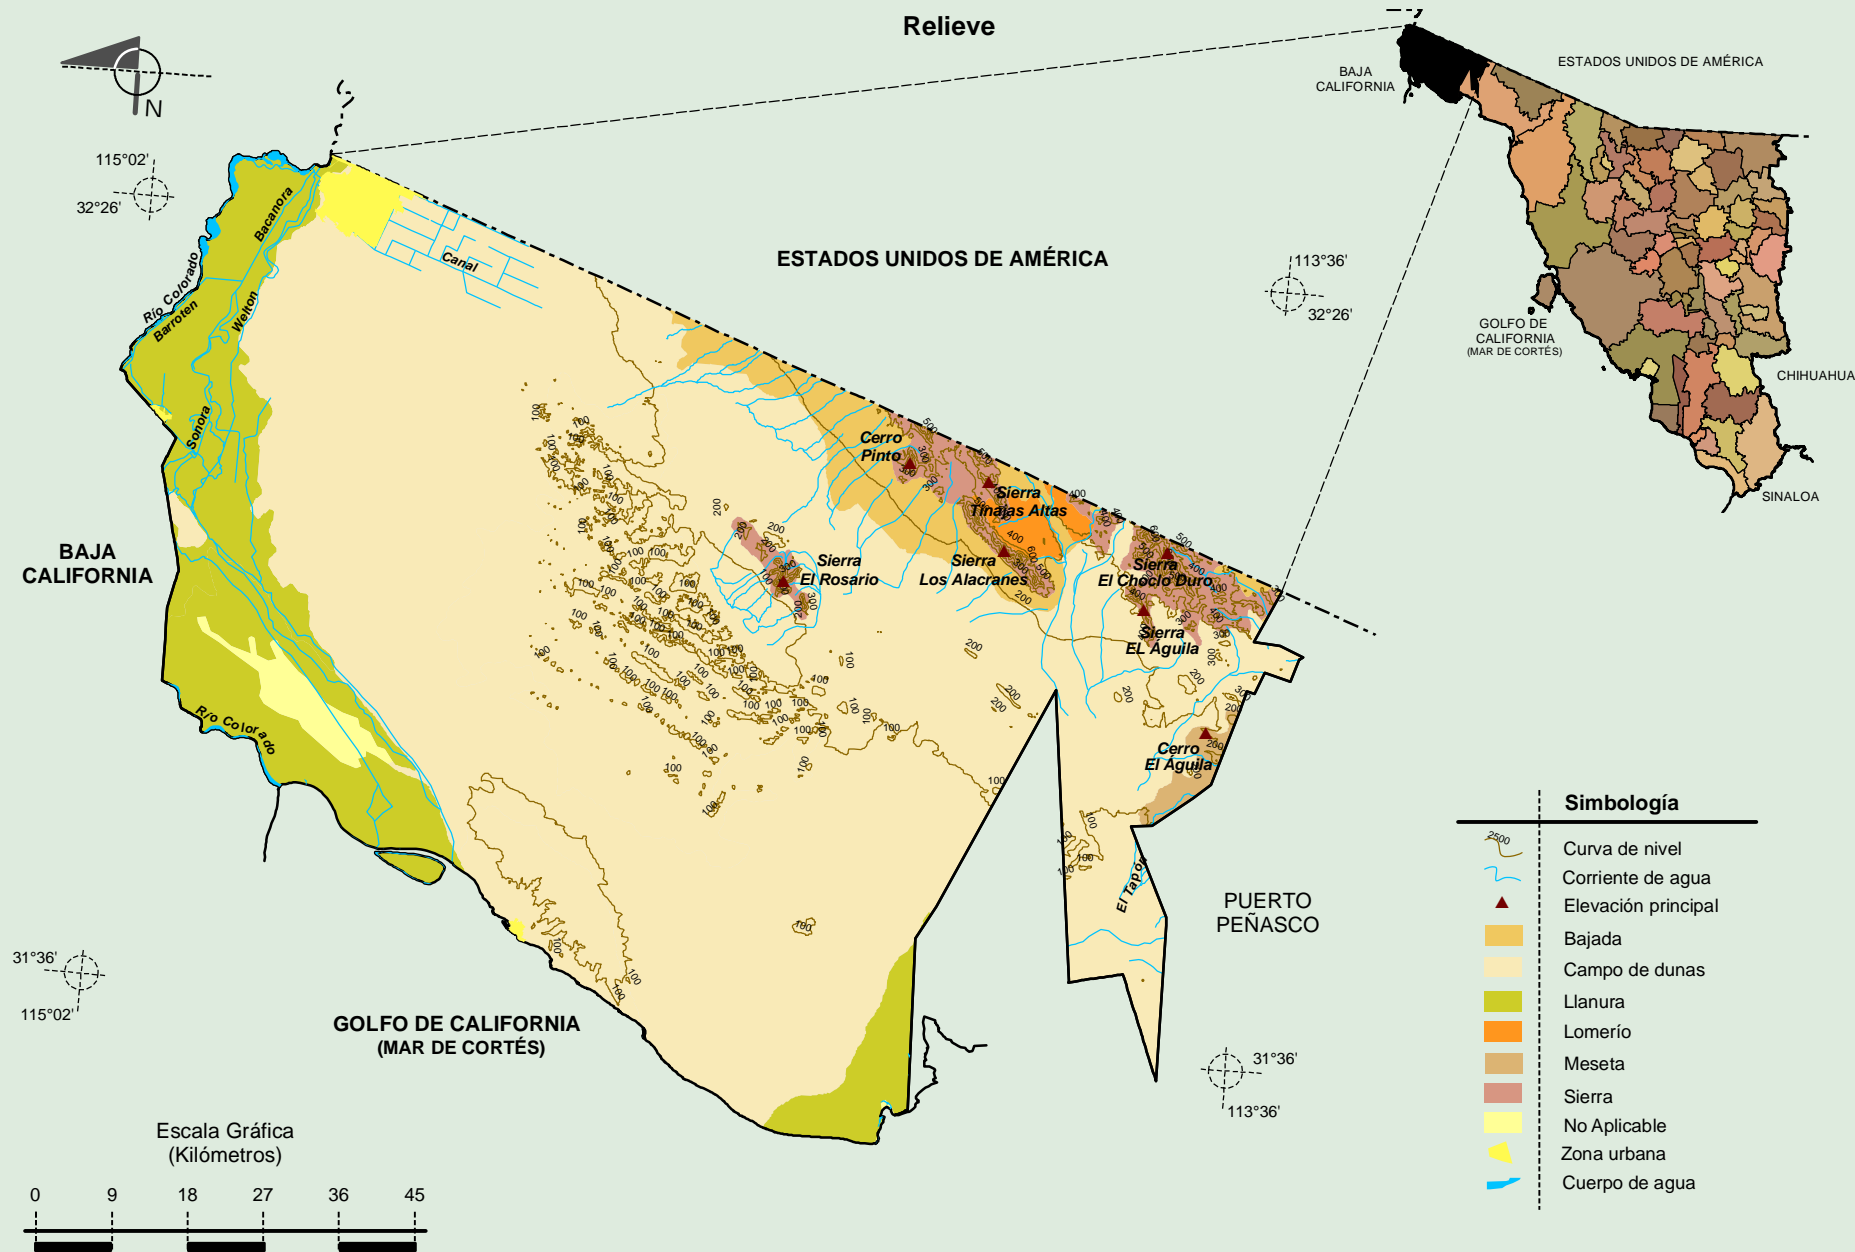 Relieve
N
115°02'
32°26'
BAJA
CALIFORNIA
ESTADOS UNIDOS DE AMÉRICA
GOLFO DE
CALIFORNIA
(MAR DE CORTÉS)
CHIHUAHUA
SINALOA
ESTADOS UNIDOS DE AMÉRICA
113°36'
32°26'
Bacanora
Canal
Río Colorado
Barroten
Welton
Sonora
Cerro
Pinto
Sierra
Tinajas Altas
Sierra
El Rosario
Sierra
Los Alacranes
Sierra
El Choclo Duro
Sierra
EL Águila
Cerro
El Águila
BAJA
CALIFORNIA
Río Colorado
El Tapón
PUERTO
PEÑASCO
31°36'
115°02'
GOLFO DE CALIFORNIA
(MAR DE CORTÉS)
31°36'
113°36'
Escala Gráfica
(Kilómetros)
0 9 18 27 36 45
Simbología
2500
Curva de nivel
Corriente de agua
Elevación principal
Bajada
Campo de dunas
Llanura
Lomerío
Meseta
Sierra
No Aplicable
Zona urbana
Cuerpo de agua